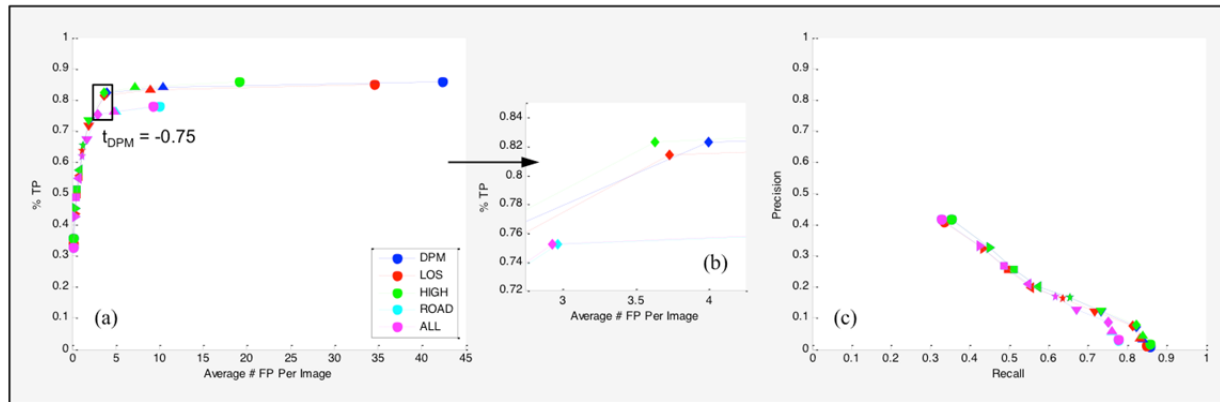 1
0.9
0.8
0.7
0.6
0.5
0.4
0.3
0.2
0.1
0
% TP
t_DPM = -0.75
(a)
DPM
LOS
HIGH
ROAD
ALL
0 5 10 15 20 25 30 35 40 45
Average # FP Per Image
0.84
0.82
0.8
0.78
0.76
0.74
0.72
% TP
(b)
3 3.5 4
Average # FP Per Image
1
0.9
0.8
0.7
0.6
0.5
0.4
0.3
0.2
0.1
0
Precision
(c)
0 0.1 0.2 0.3 0.4 0.5 0.6 0.7 0.8 0.9 1
Recall